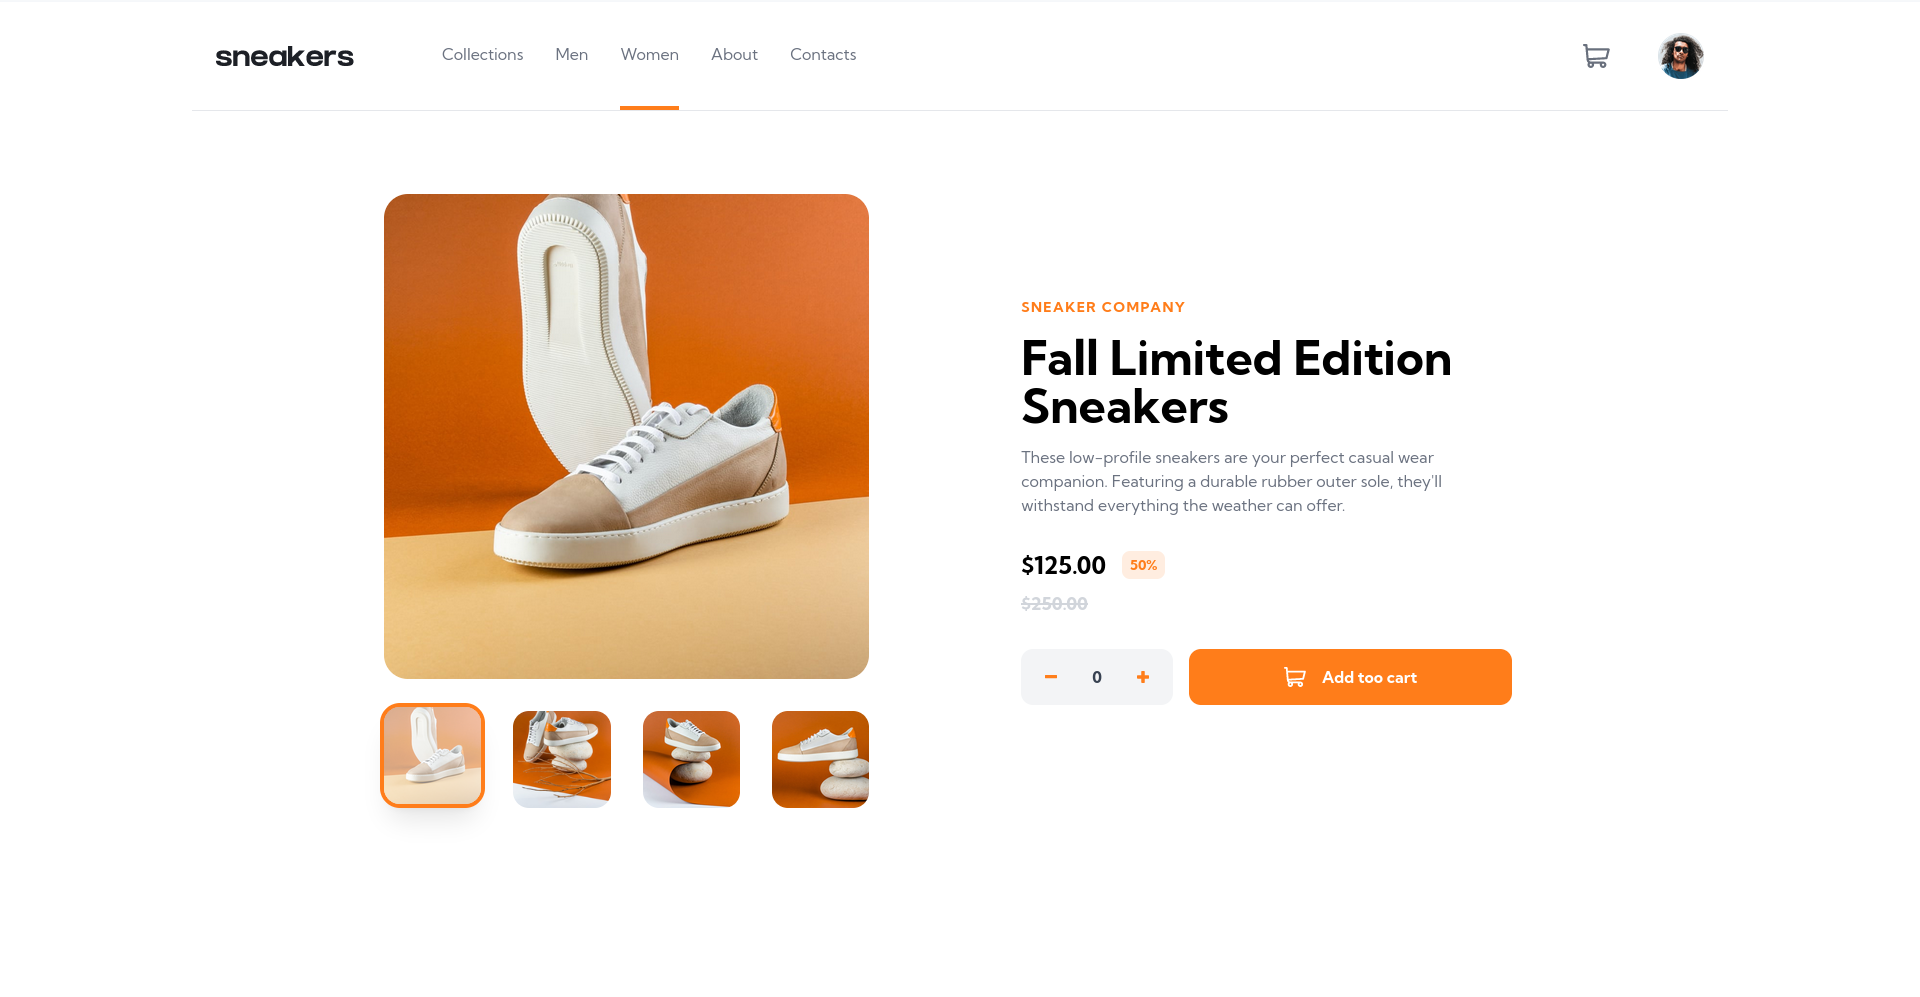 sneakers
Collections Men Women About Contacts
SNEAKER COMPANY
Fall Limited Edition
Sneakers
These low-profile sneakers are your perfect casual wear
companion. Featuring a durable rubber outer sole, they'll
withstand everything the weather can offer.
$125.00 50%
$250.00
0
Add too cart